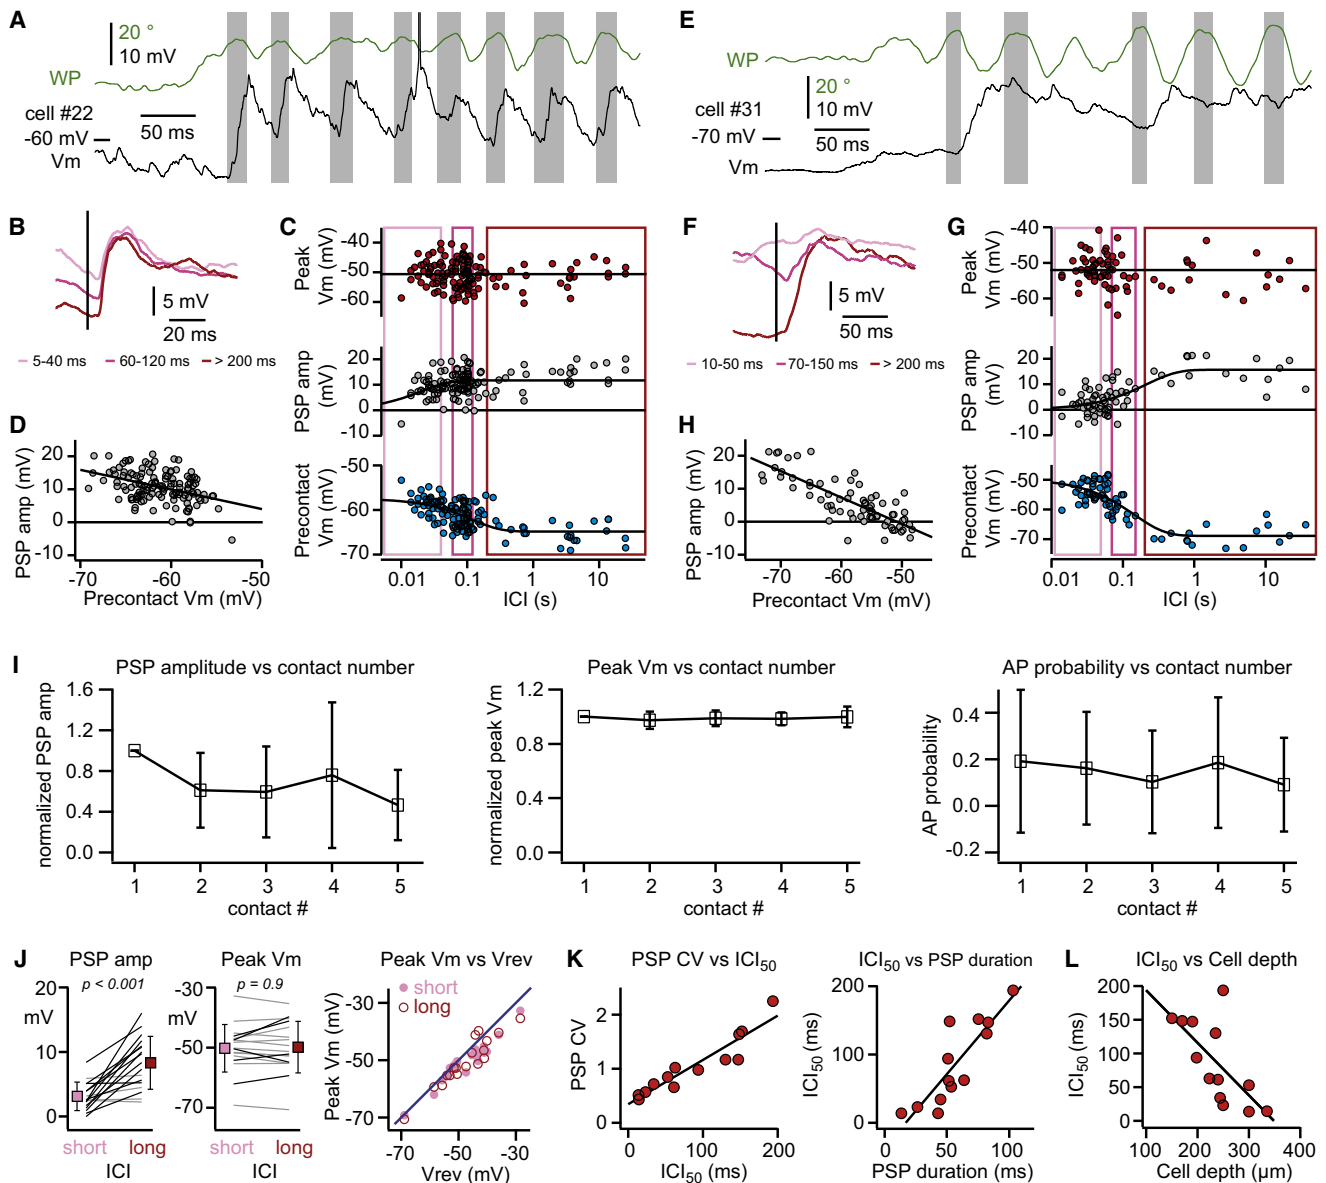 A
20 °
10 mV
WP
cell #22
50 ms
-60 mV
Vm
E
WP
20 °
10 mV
cell #31
-70 mV
50 ms
Vm
B
5 mV
20 ms
5-40 ms
60-120 ms
> 200 ms
C
Peak
Vm (mV)
-40
-50
-60
PSP amp
(mV)
20
10
0
-10
Precontact
Vm (mV)
-50
-60
-70
0.01
0.1
1
10
ICI (s)
D
PSP amp (mV)
20
10
0
-10
-70
-60
-50
Precontact Vm (mV)
F
5 mV
50 ms
10-50 ms
70-150 ms
> 200 ms
G
Peak
Vm (mV)
-40
-50
-60
PSP amp
(mV)
20
10
0
-10
Precontact
Vm (mV)
-50
-60
-70
0.01
0.1
1
10
ICI (s)
H
PSP amp (mV)
20
10
0
-10
-70
-60
-50
Precontact Vm (mV)
I
PSP amplitude vs contact number
normalized PSP amp
1.6
1.2
0.8
0.4
0.0
1 2 3 4 5
contact #
Peak Vm vs contact number
normalized peak Vm
1.2
0.8
0.4
0.0
1 2 3 4 5
contact #
AP probability vs contact number
AP probability
0.4
0.2
0.0
-0.2
1 2 3 4 5
contact #
J
PSP amp
p < 0.001
20
mV
10
0
short
long
ICI
Peak Vm
p = 0.9
-30
mV
-50
-70
short
long
ICI
Peak Vm vs Vrev
short
long
Peak Vm (mV)
-30
-50
-70
-70
-50
-30
Vrev (mV)
K
PSP CV vs ICI50
PSP CV
2
1
0
0
100
200
ICI50 (ms)
ICI50 vs PSP duration
ICI50 (ms)
200
100
0
0
50
100
PSP duration (ms)
L
ICI50 vs Cell depth
ICI50 (ms)
200
150
100
50
0
100
200
300
400
Cell depth (µm)